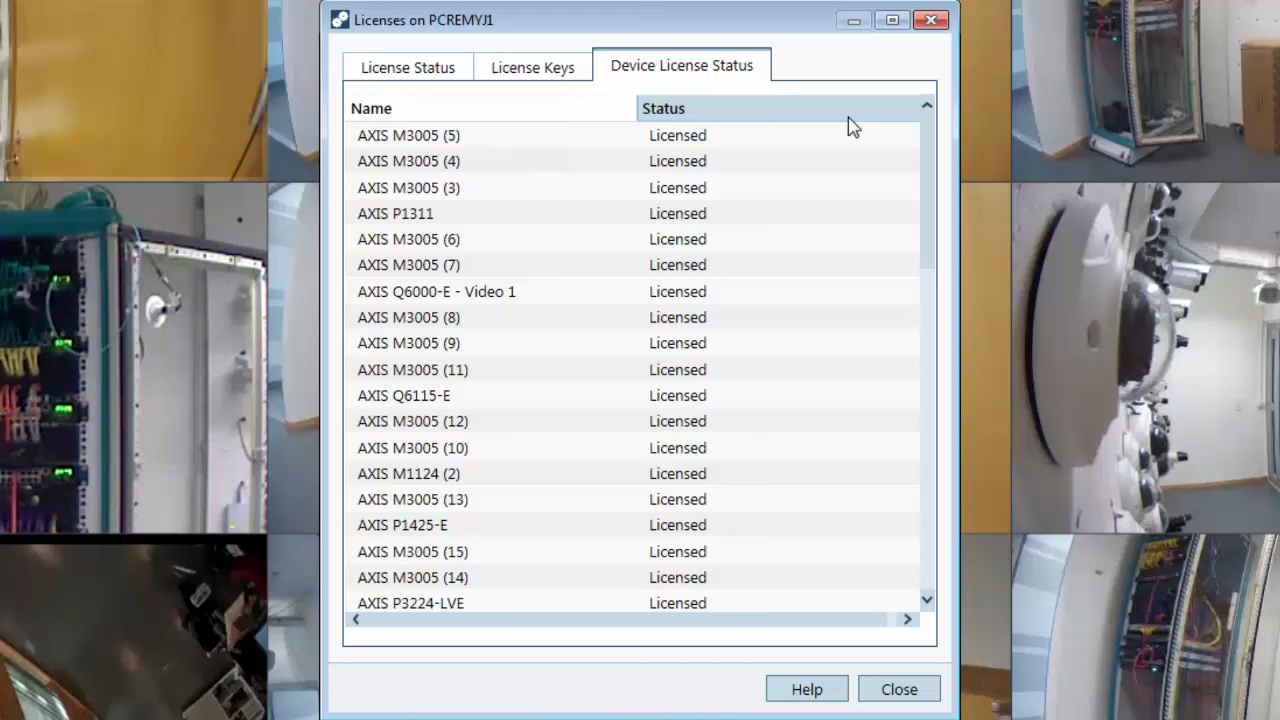 Licenses on PCREMYJ1
License Status License Keys Device License Status
Name Status
AXIS M3005 (5) Licensed
AXIS M3005 (4) Licensed
AXIS M3005 (3) Licensed
AXIS P1311 Licensed
AXIS M3005 (6) Licensed
AXIS M3005 (7) Licensed
AXIS Q6000-E - Video 1 Licensed
AXIS M3005 (8) Licensed
AXIS M3005 (9) Licensed
AXIS M3005 (11) Licensed
AXIS Q6115-E Licensed
AXIS M3005 (12) Licensed
AXIS M3005 (10) Licensed
AXIS M1124 (2) Licensed
AXIS M3005 (13) Licensed
AXIS P1425-E Licensed
AXIS M3005 (15) Licensed
AXIS M3005 (14) Licensed
AXIS P3224-LVE Licensed
Help Close